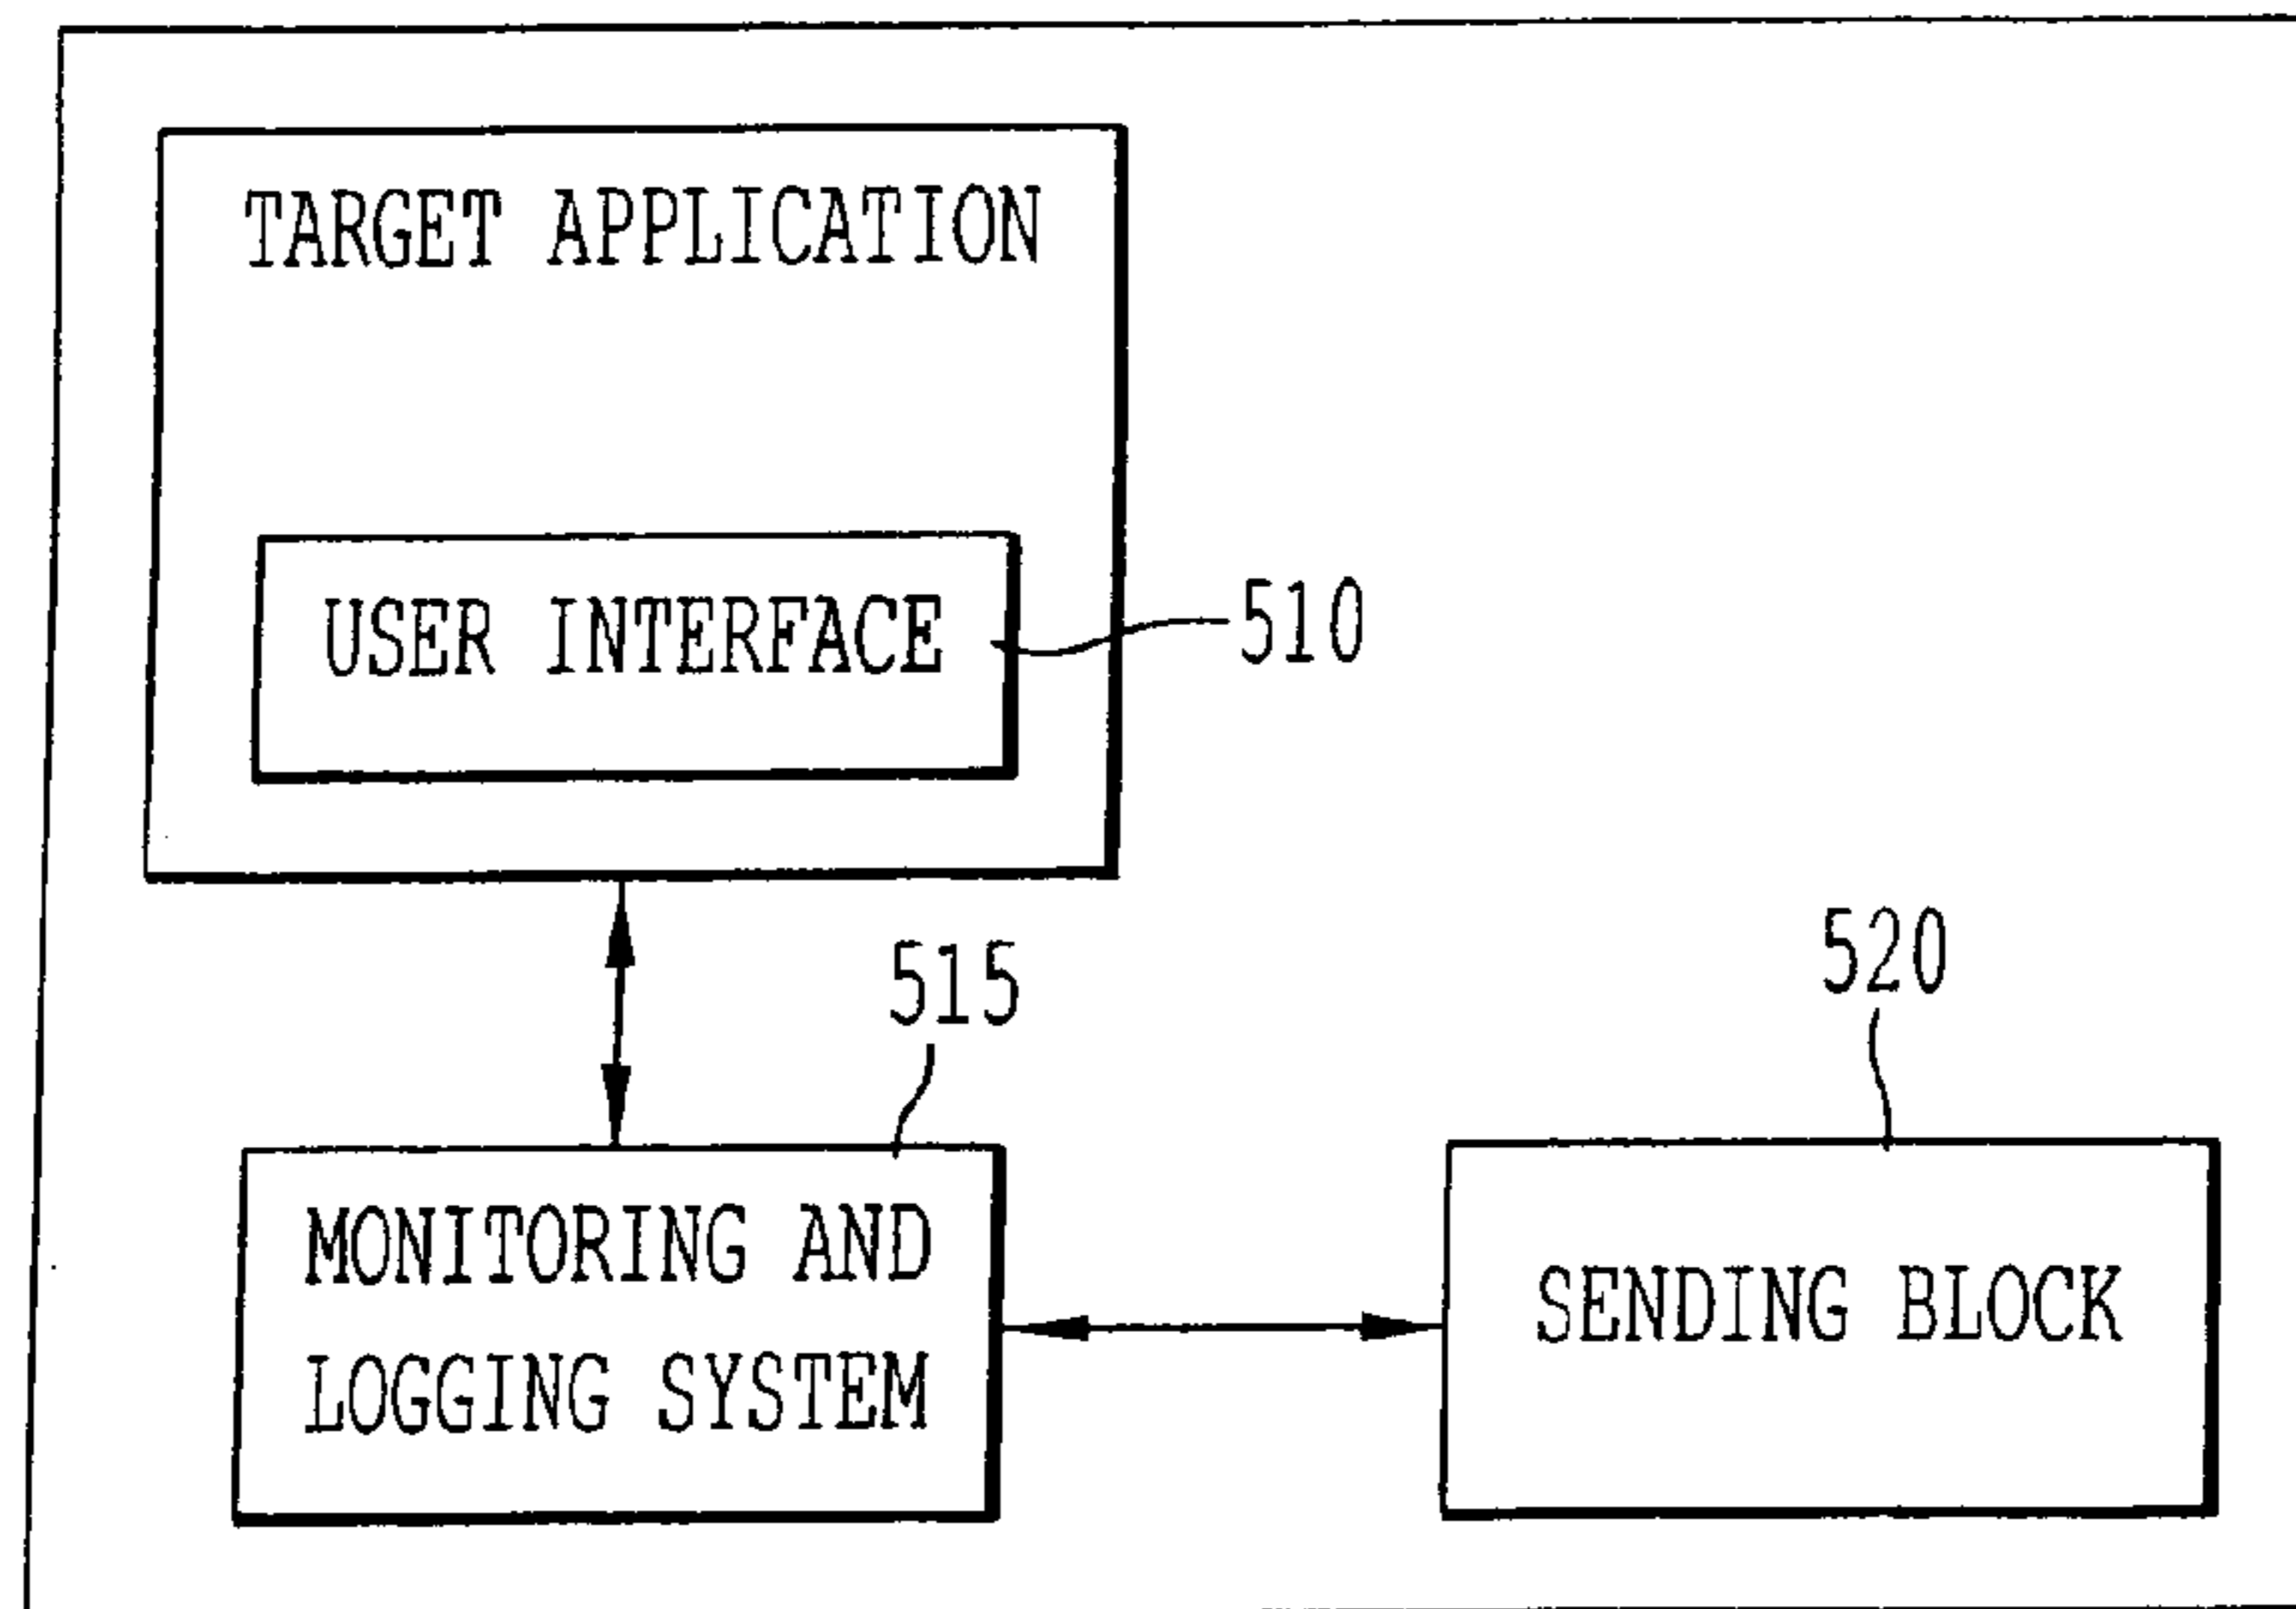 TARGET APPLICATION
USER INTERFACE
510
515
520
MONITORING AND
LOGGING SYSTEM
SENDING BLOCK